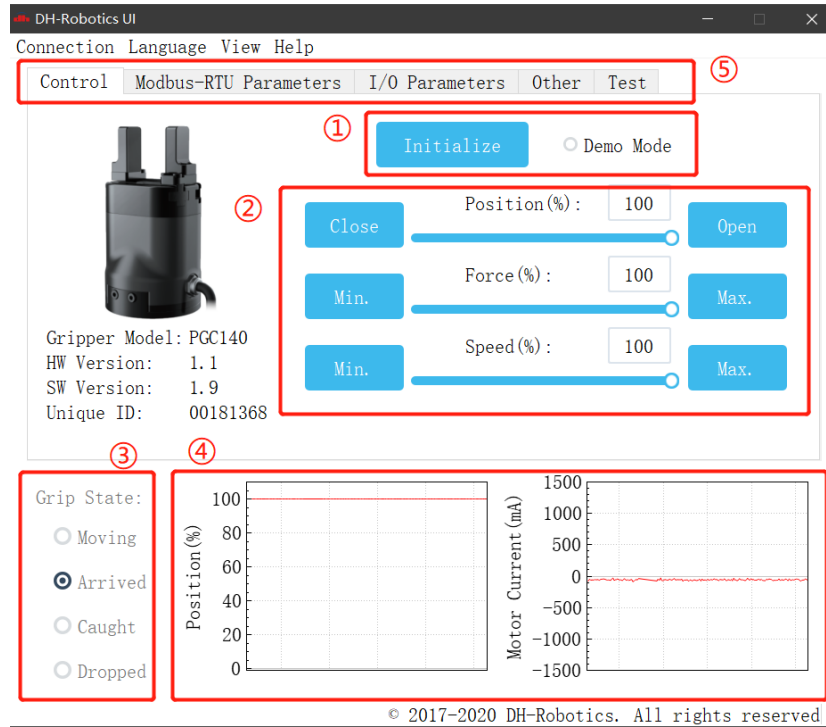 DH-Robotics UI
Connection Language View Help
Control Modbus-RTU Parameters I/O Parameters Other Test
⑤
①
Initialize Demo Mode
②
Close Position(%): 100 Open
Min. Force(%): 100 Max.
Min. Speed(%): 100 Max.
Gripper Model: PGC140
HW Version: 1.1
SW Version: 1.9
Unique ID: 00181368
③
Grip State:
Moving
Arrived
Caught
Dropped
④
Position(%)
100
80
60
40
20
0
Motor Current(mA)
1500
1000
500
0
-500
-1000
-1500
© 2017-2020 DH-Robotics. All rights reserved